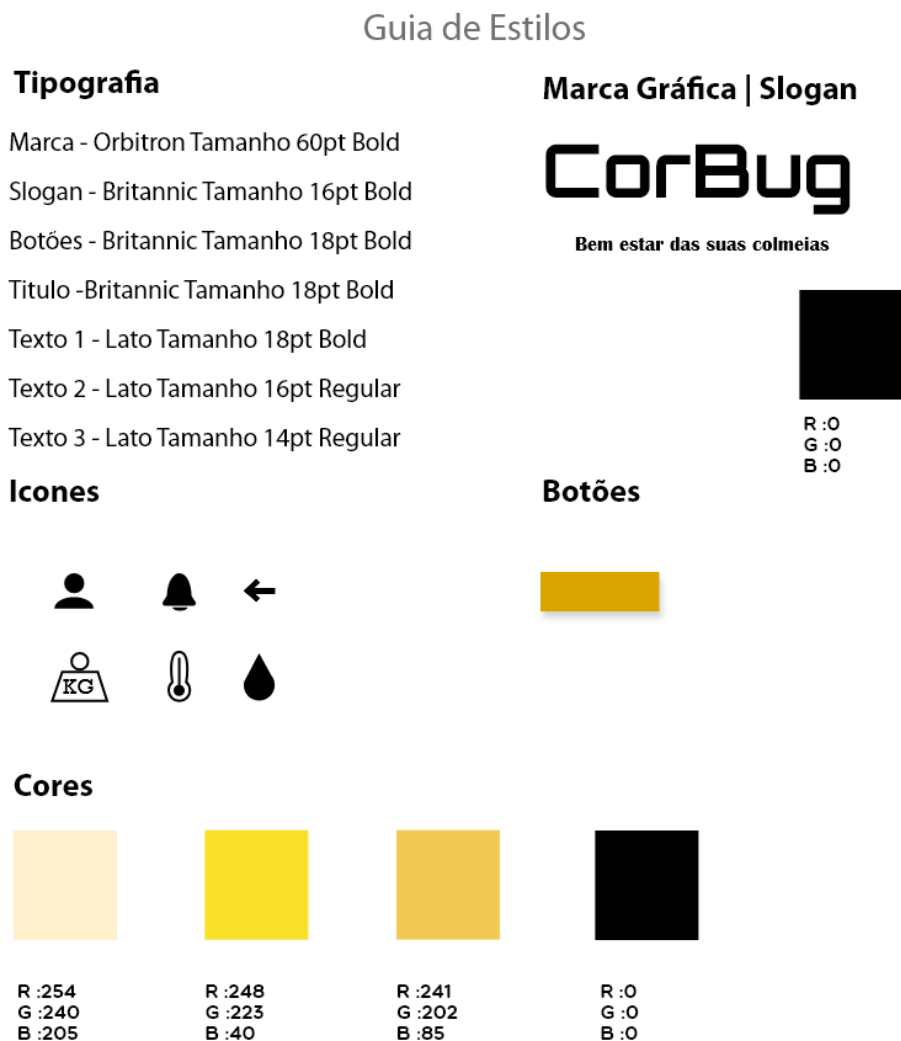 Guia de Estilos
Tipografia
Marca - Orbitron Tamanho 60pt Bold
Slogan - Britannic Tamanho 16pt Bold
Botões - Britannic Tamanho 18pt Bold
Titulo -Britannic Tamanho 18pt Bold
Texto 1 - Lato Tamanho 18pt Bold
Texto 2 - Lato Tamanho 16pt Regular
Texto 3 - Lato Tamanho 14pt Regular
Marca Gráfica | Slogan
CorBug
Bem estar das suas colmeias
R :0
G :0
B :0
Icones
KG
Botões
Cores
R :254
G :240
B :205
R :248
G :223
B :40
R :241
G :202
B :85
R :0
G :0
B :0